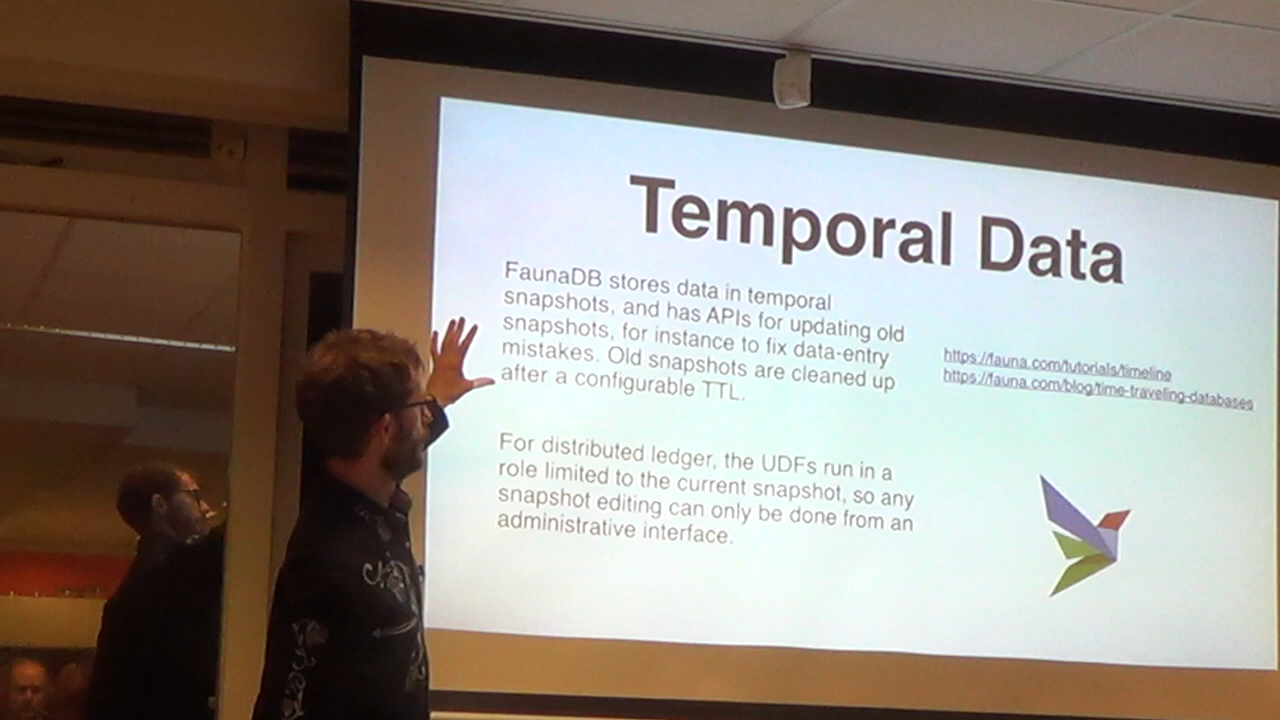 Temporal Data
FaunaDB stores data in temporal
snapshots, and has APIs for updating old
snapshots, for instance to fix data-entry
mistakes. Old snapshots are cleaned up
after a configurable TTL.
For distributed ledger, the UDFs run in a
role limited to the current snapshot, so any
snapshot editing can only be done from an
administrative interface.
https://fauna.com/tutorials/timeline
https://fauna.com/blog/time-traveling-databases